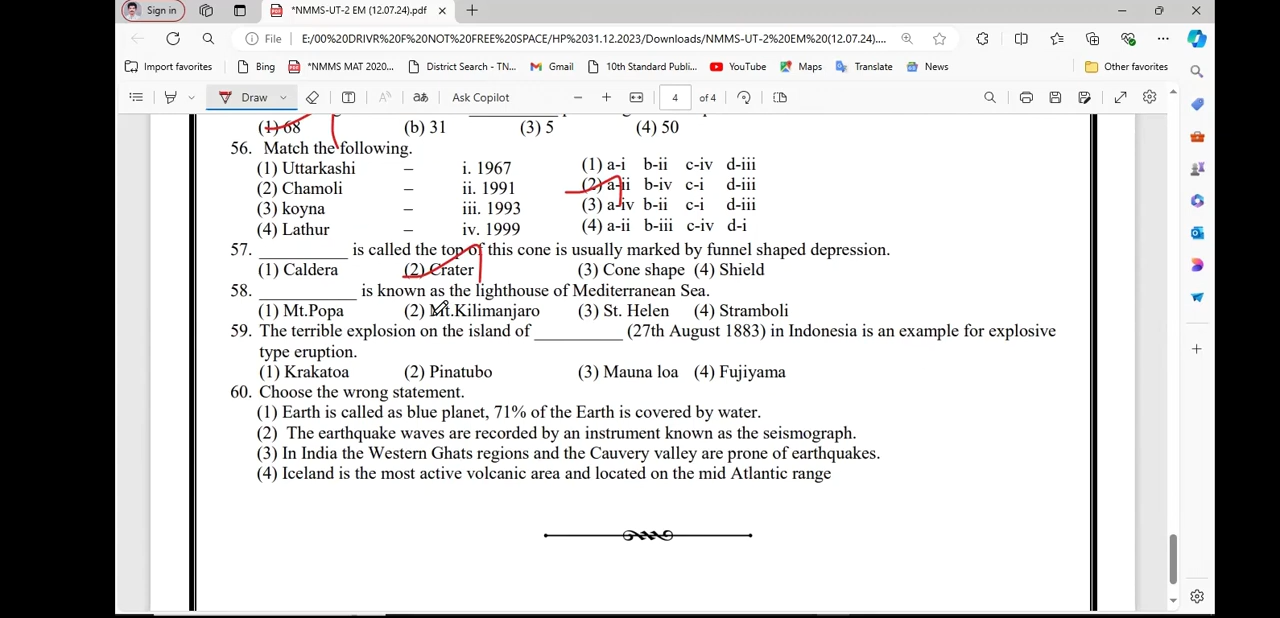 Sign in
*NMMS-UT-2 EM (12.07.24).pdf
File
E:/00%20DRIVR%20F%20NOT%20FREE%20SPACE/HP%2031.12.2023/Downloads/NMMS-UT-2%20EM%20(12.07.24)....
Import favorites
Bing
*NMMS MAT 2020...
District Search - TN...
Gmail
10th Standard Publi...
YouTube
Maps
Translate
News
Other favorites
Draw
Ask Copilot
4 of 4
(1) 68 (b) 31 (3) 5 (4) 50
56. Match the following.
(1) Uttarkashi – i. 1967 (1) a-i b-ii c-iv d-iii
(2) Chamoli – ii. 1991 (2) a-ii b-iv c-i d-iii
(3) koyna – iii. 1993 (3) a-iv b-ii c-i d-iii
(4) Lathur – iv. 1999 (4) a-ii b-iii c-iv d-i
57. __________ is called the top of this cone is usually marked by funnel shaped depression.
(1) Caldera (2) Crater (3) Cone shape (4) Shield
58. ___________ is known as the lighthouse of Mediterranean Sea.
(1) Mt.Popa (2) Mt.Kilimanjaro (3) St. Helen (4) Stramboli
59. The terrible explosion on the island of __________ (27th August 1883) in Indonesia is an example for explosive
type eruption.
(1) Krakatoa (2) Pinatubo (3) Mauna loa (4) Fujiyama
60. Choose the wrong statement.
(1) Earth is called as blue planet, 71% of the Earth is covered by water.
(2) The earthquake waves are recorded by an instrument known as the seismograph.
(3) In India the Western Ghats regions and the Cauvery valley are prone of earthquakes.
(4) Iceland is the most active volcanic area and located on the mid Atlantic range